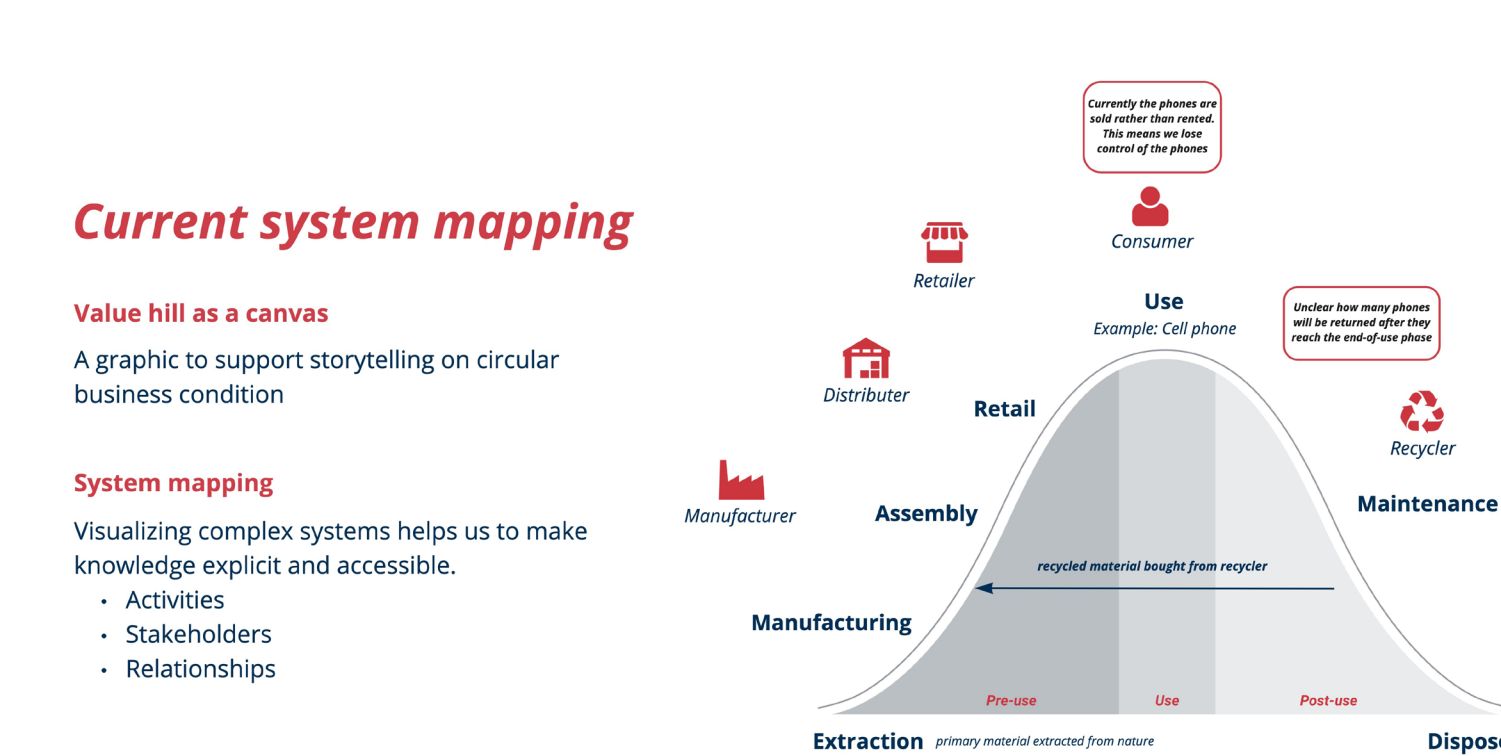 Current system mapping
Value hill as a canvas
A graphic to support storytelling on circular
business condition
System mapping
Visualizing complex systems helps us to make
knowledge explicit and accessible.
• Activities
• Stakeholders
• Relationships
Currently the phones are
sold rather than rented.
This means we lose
control of the phones
Consumer
Retailer
Use
Example: Cell phone
Unclear how many phones
will be returned after they
reach the end-of-use phase
Distributer
Retail
Recycler
Manufacturer
Assembly
Maintenance
recycled material bought from recycler
Manufacturing
Pre-use
Use
Post-use
Extraction
primary material extracted from nature